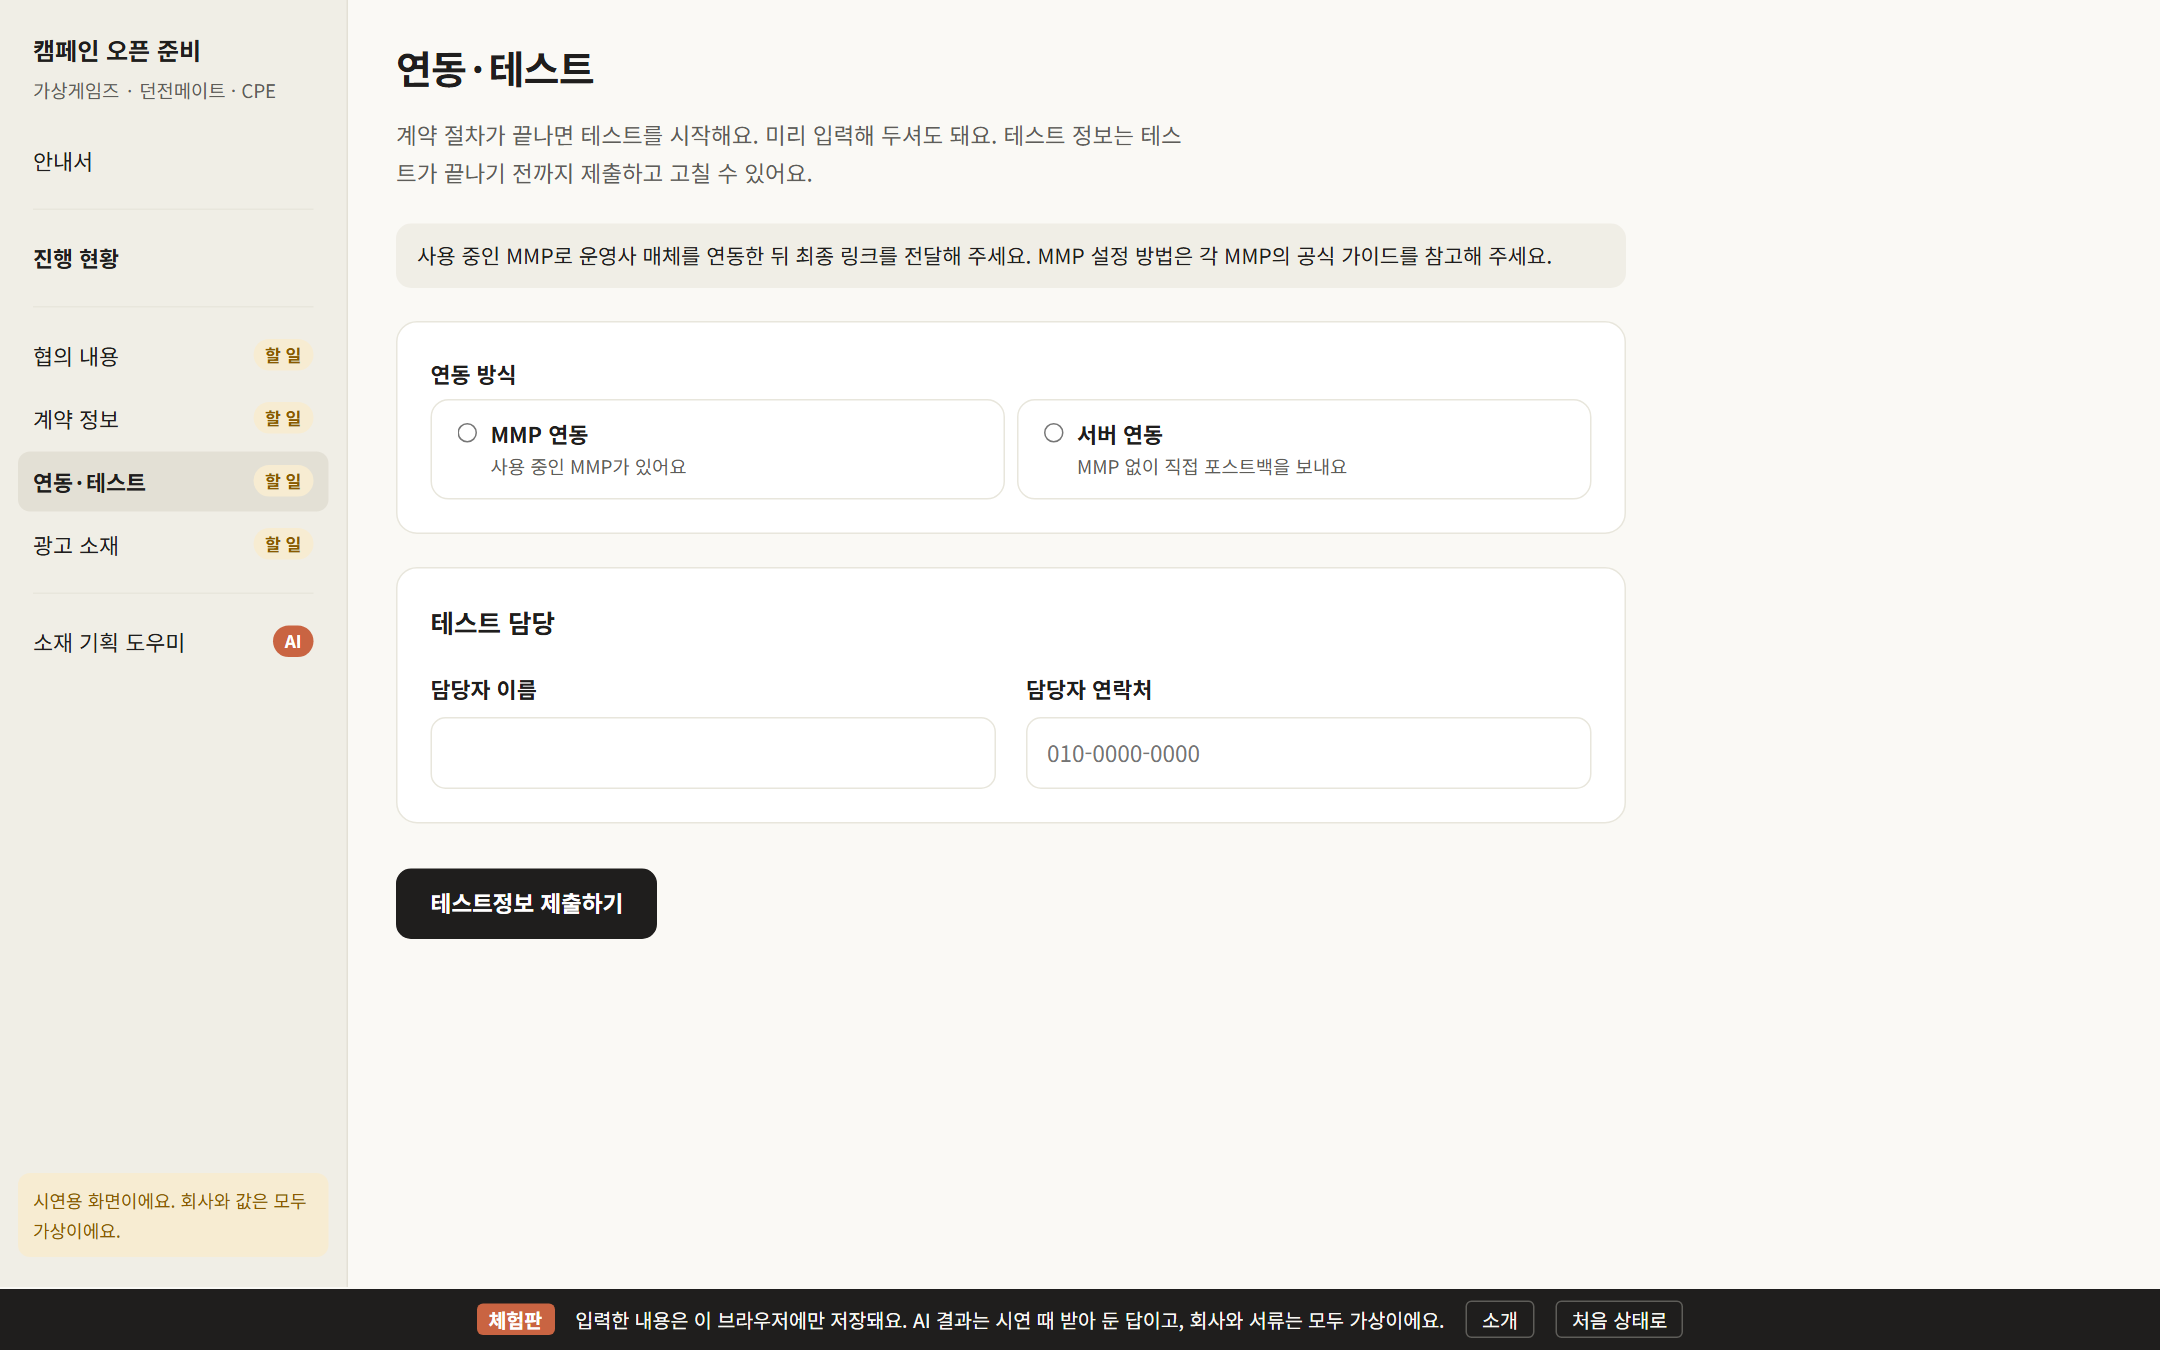 캠페인 오픈 준비
가상게임즈 · 던전메이트 · CPE
안내서
진행 현황
협의 내용 할 일
계약 정보 할 일
연동·테스트 할 일
광고 소재 할 일
소재 기획 도우미 AI
시연용 화면이에요. 회사와 값은 모두
가상이에요.
연동·테스트
계약 절차가 끝나면 테스트를 시작해요. 미리 입력해 두셔도 돼요. 테스트 정보는 테스
트가 끝나기 전까지 제출하고 고칠 수 있어요.
사용 중인 MMP로 운영사 매체를 연동한 뒤 최종 링크를 전달해 주세요. MMP 설정 방법은 각 MMP의 공식 가이드를 참고해 주세요.
연동 방식
MMP 연동
사용 중인 MMP가 있어요
서버 연동
MMP 없이 직접 포스트백을 보내요
테스트 담당
담당자 이름
담당자 연락처
010-0000-0000
테스트정보 제출하기
체험판 입력한 내용은 이 브라우저에만 저장돼요. AI 결과는 시연 때 받아 둔 답이고, 회사와 서류는 모두 가상이에요. 소개 처음 상태로